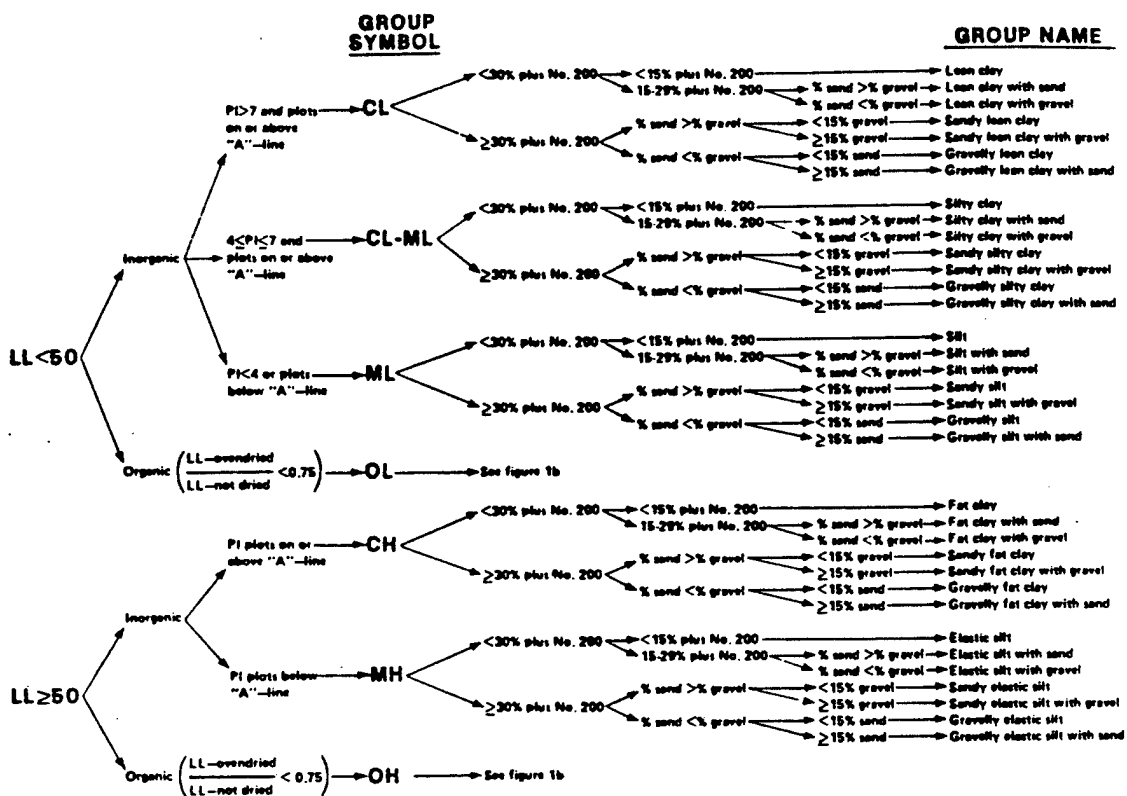 GROUP SYMBOL
GROUP NAME
LL<50
Inorganic
PI>7 and plots
on or above
"A"—line
CL
<30% plus No. 200
<15% plus No. 200
Lean clay
15-29% plus No. 200
% sand >% gravel
Lean clay with sand
% sand <% gravel
Lean clay with gravel
≥30% plus No. 200
% sand >% gravel
<15% gravel
Sandy lean clay
≥15% gravel
Sandy lean clay with gravel
% sand <% gravel
<15% sand
Gravelly lean clay
≥15% sand
Gravelly lean clay with sand
4≤PI≤7 and
plots on or above
"A"—line
CL-ML
<30% plus No. 200
<15% plus No. 200
Silty clay
15-29% plus No. 200
% sand >% gravel
Silty clay with sand
% sand <% gravel
Silty clay with gravel
≥30% plus No. 200
% sand >% gravel
<15% gravel
Sandy silty clay
≥15% gravel
Sandy silty clay with gravel
% sand <% gravel
<15% sand
Gravelly silty clay
≥15% sand
Gravelly silty clay with sand
PI<4 or plots
below "A"—line
ML
<30% plus No. 200
<15% plus No. 200
Silt
15-29% plus No. 200
% sand >% gravel
Silt with sand
% sand <% gravel
Silt with gravel
≥30% plus No. 200
% sand >% gravel
<15% gravel
Sandy silt
≥15% gravel
Sandy silt with gravel
% sand <% gravel
<15% sand
Gravelly silt
≥15% sand
Gravelly silt with sand
Organic (LL—ovendried / LL—not dried <0.75)
OL
See figure 1b
LL≥50
Inorganic
PI plots on or
above "A"—line
CH
<30% plus No. 200
<15% plus No. 200
Fat clay
15-29% plus No. 200
% sand >% gravel
Fat clay with sand
% sand <% gravel
Fat clay with gravel
≥30% plus No. 200
% sand >% gravel
<15% gravel
Sandy fat clay
≥15% gravel
Sandy fat clay with gravel
% sand <% gravel
<15% sand
Gravelly fat clay
≥15% sand
Gravelly fat clay with sand
PI plots below
"A"—line
MH
<30% plus No. 200
<15% plus No. 200
Elastic silt
15-29% plus No. 200
% sand >% gravel
Elastic silt with sand
% sand <% gravel
Elastic silt with gravel
≥30% plus No. 200
% sand >% gravel
<15% gravel
Sandy elastic silt
≥15% gravel
Sandy elastic silt with gravel
% sand <% gravel
<15% sand
Gravelly elastic silt
≥15% sand
Gravelly elastic silt with sand
Organic (LL—ovendried / LL—not dried < 0.75)
OH
See figure 1b